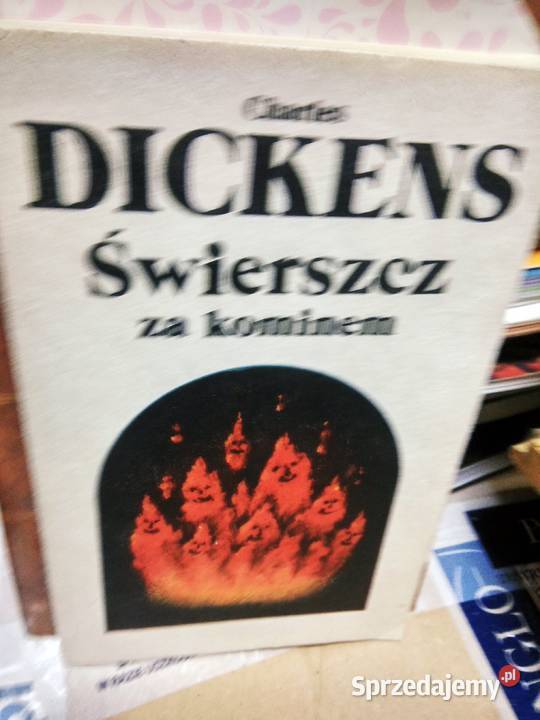 Charles
DICKENS
Świerszcz
za kominem
Sprzedajemy.pl